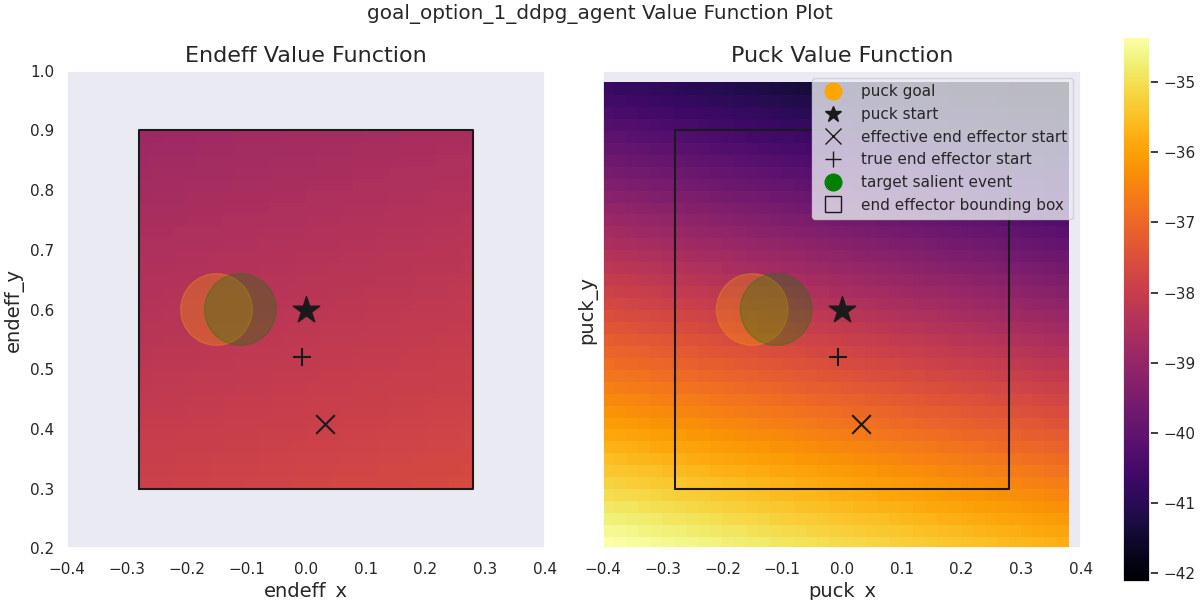 goal_option_1_ddpg_agent Value Function Plot
Endeff Value Function
1.0
0.9
0.8
0.7
0.6
0.5
0.4
0.3
0.2
endeff_y
−0.4 −0.3 −0.2 −0.1 0.0 0.1 0.2 0.3 0.4
endeff_x
Puck Value Function
puck goal
puck start
effective end effector start
true end effector start
target salient event
end effector bounding box
puck_y
−0.4 −0.3 −0.2 −0.1 0.0 0.1 0.2 0.3 0.4
puck_x
−35
−36
−37
−38
−39
−40
−41
−42